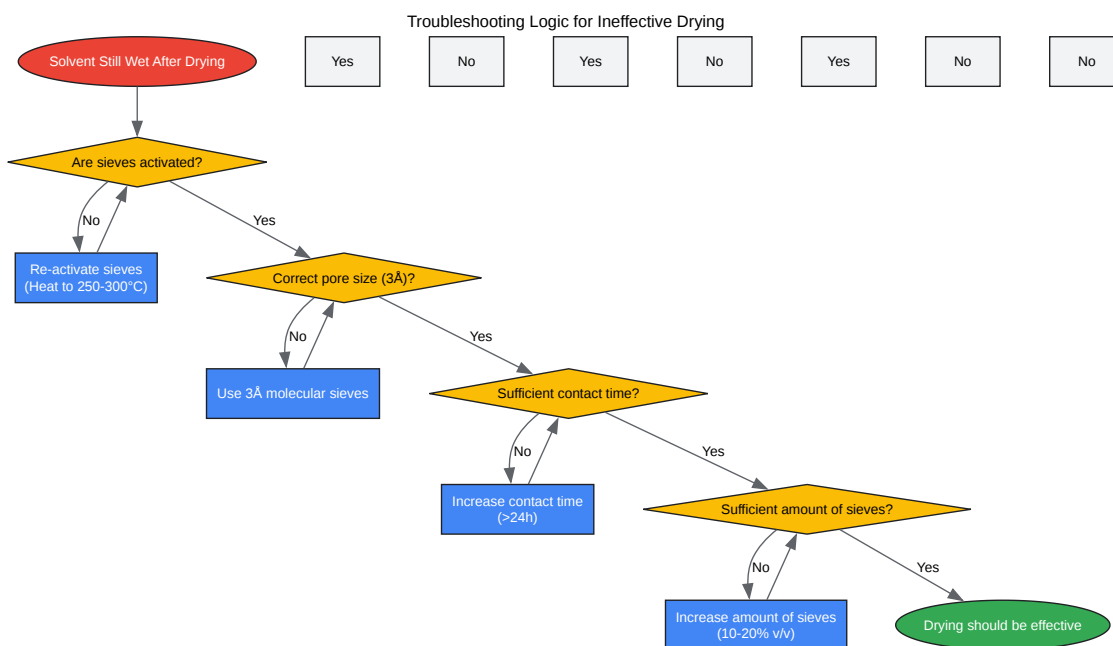 Troubleshooting Logic for Ineffective Drying
Solvent Still Wet After Drying
Yes
No
Yes
No
Yes
No
No
Are sieves activated?
No
Yes
Re-activate sieves
(Heat to 250-300°C)
Correct pore size (3Å)?
No
Yes
Use 3Å molecular sieves
Sufficient contact time?
No
Yes
Increase contact time
(>24h)
Sufficient amount of sieves?
No
Yes
Increase amount of sieves
(10-20% v/v)
Drying should be effective